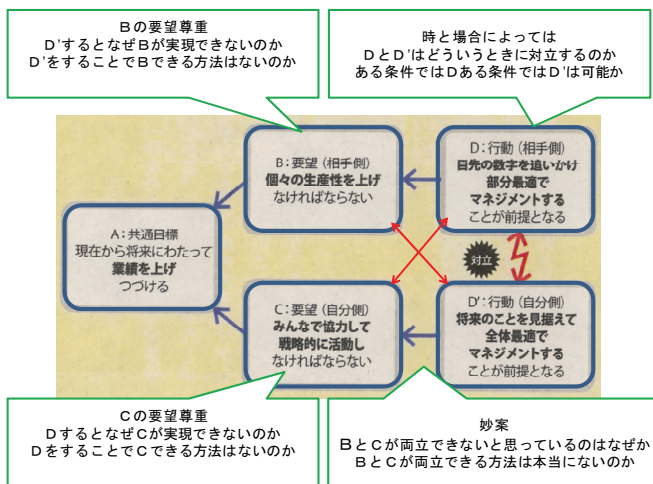 Bの要望尊重
D'するとなぜBが実現できないのか
D'をすることでBできる方法はないのか
時と場合によっては
DとD'はどういうときに対立するのか
ある条件ではDある条件ではD'は可能か
B:要望(相手側)
個々の生産性を上げ
なければならない
D:行動(相手側)
目先の数字を追いかけ
部分最適で
マネジメントする
ことが前提となる
A:共通目標
現在から将来にわたって
業績を上げ
つづける
対立
C:要望(自分側)
みんなで協力して
戦略的に活動し
なければならない
D':行動(自分側)
将来のことを見据えて
全体最適で
マネジメントする
ことが前提となる
Cの要望尊重
DするとなぜCが実現できないのか
DをすることでCできる方法はないのか
妙案
BとCが両立できないと思っているのはなぜか
BとCが両立できる方法は本当にないのか